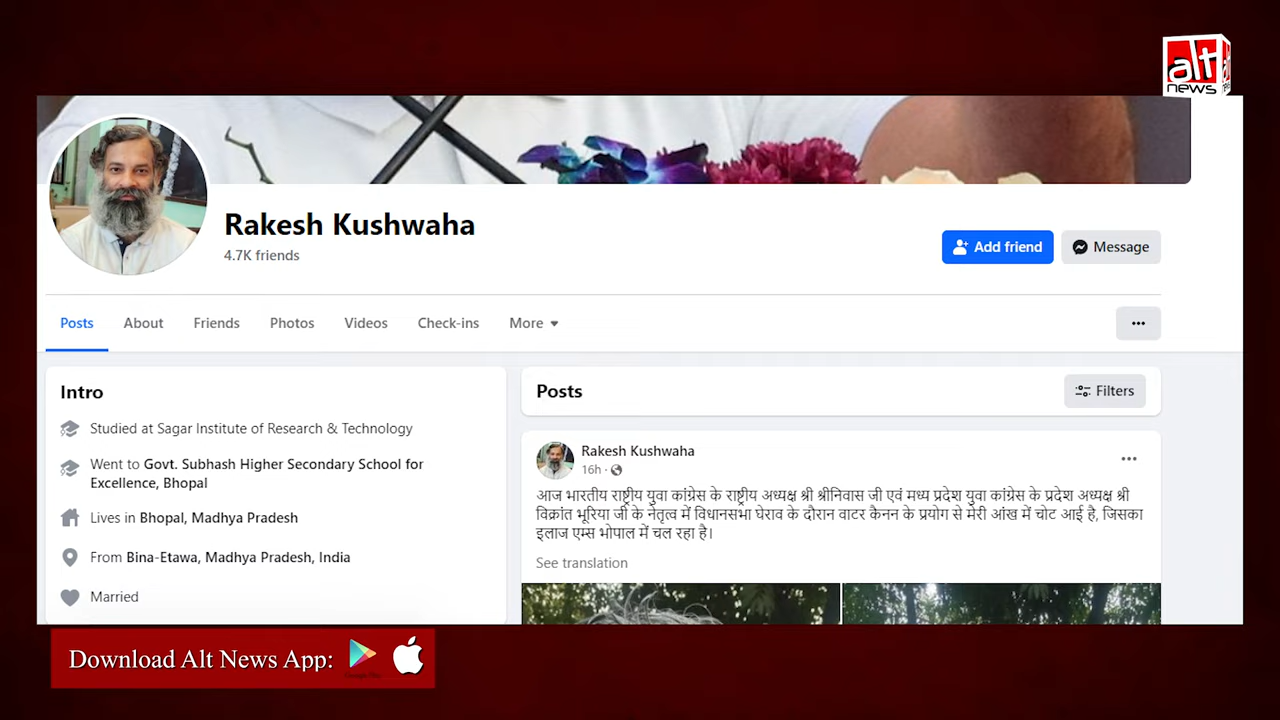 alt
news
Rakesh Kushwaha
4.7K friends
Add friend
Message
Posts
About
Friends
Photos
Videos
Check-ins
More
Intro
Studied at Sagar Institute of Research & Technology
Went to Govt. Subhash Higher Secondary School for
Excellence, Bhopal
Lives in Bhopal, Madhya Pradesh
From Bina-Etawa, Madhya Pradesh, India
Married
Posts
Filters
Rakesh Kushwaha
16h ·
आज भारतीय राष्ट्रीय युवा कांग्रेस के राष्ट्रीय अध्यक्ष श्री श्रीनिवास जी एवं मध्य प्रदेश युवा कांग्रेस के प्रदेश अध्यक्ष श्री
विक्रांत भूरिया जी के नेतृत्व में विधानसभा घेराव के दौरान वाटर कैनन के प्रयोग से मेरी आंख में चोट आई है, जिसका
इलाज एम्स भोपाल में चल रहा है।
See translation
Download Alt News App: